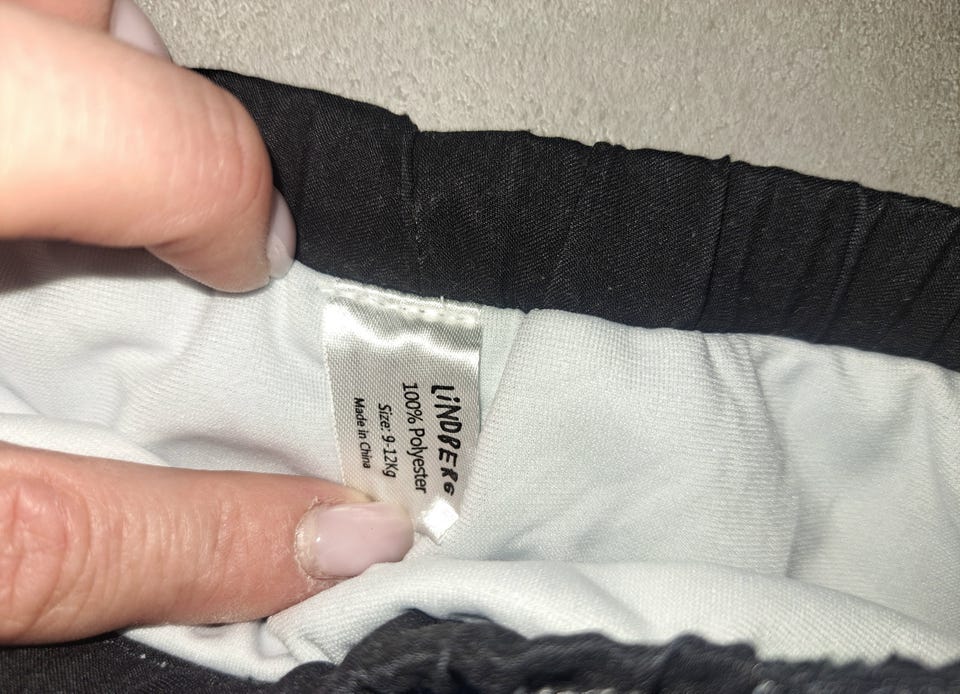 LiNDBERG
100% Polyester
Size: 9-12Kg
Made in China